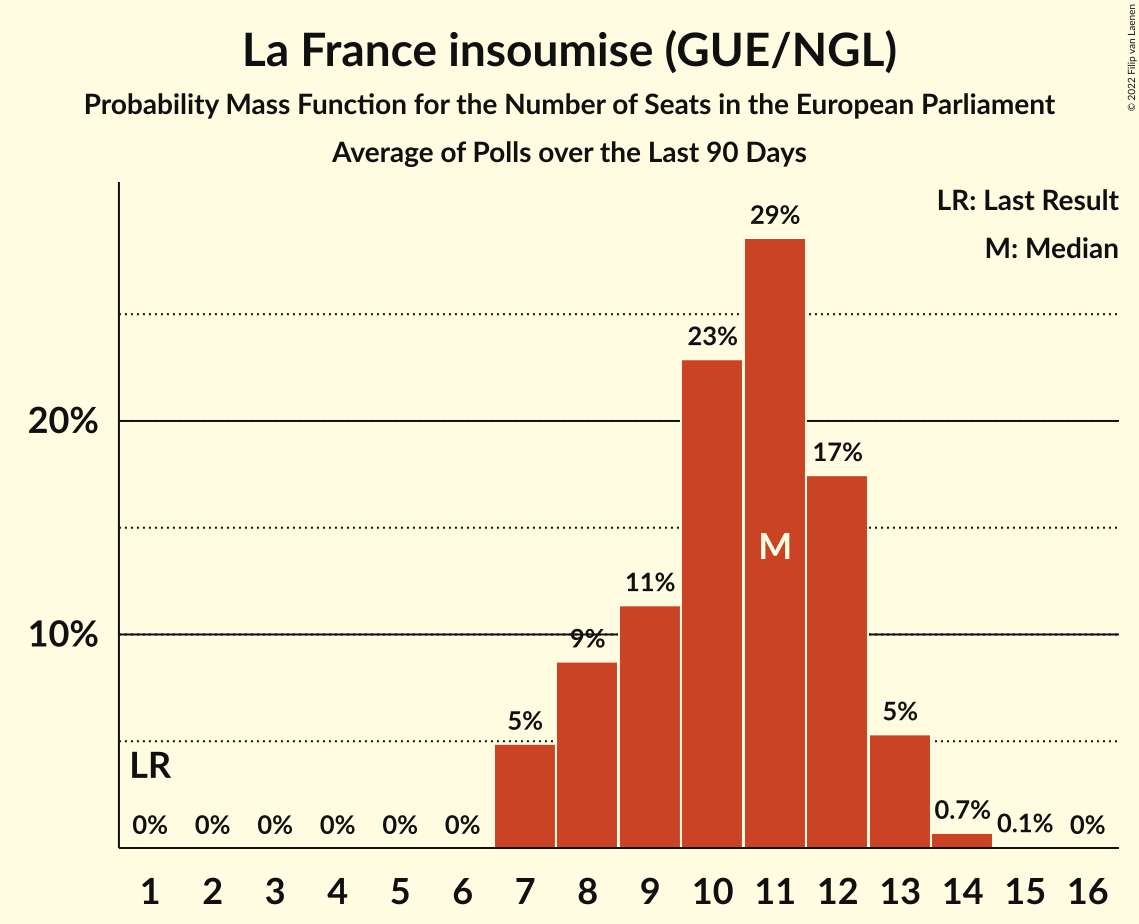 La France insoumise (GUE/NGL)
Probability Mass Function for the Number of Seats in the European Parliament
Average of Polls over the Last 90 Days
© 2022 Filip van Laenen
LR: Last Result
M: Median
29%
23%
20%
17%
M
11%
10%
9%
5%
5%
LR
0% 0% 0% 0% 0% 0% 0.7% 0.1% 0%
1 2 3 4 5 6 7 8 9 10 11 12 13 14 15 16